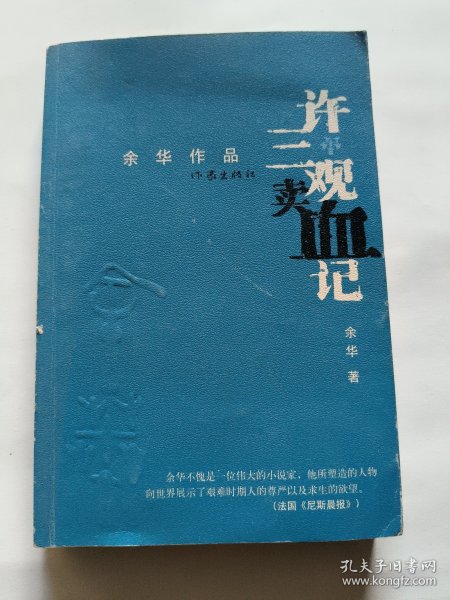 许三观卖血记
余华作品
作家出版社
余华 著
余华不愧是一位伟大的小说家，他所塑造的人物
向世界展示了艰难时期人的尊严以及求生的欲望。
（法国《尼斯晨报》）
孔夫子旧书网
www.kongfz.com